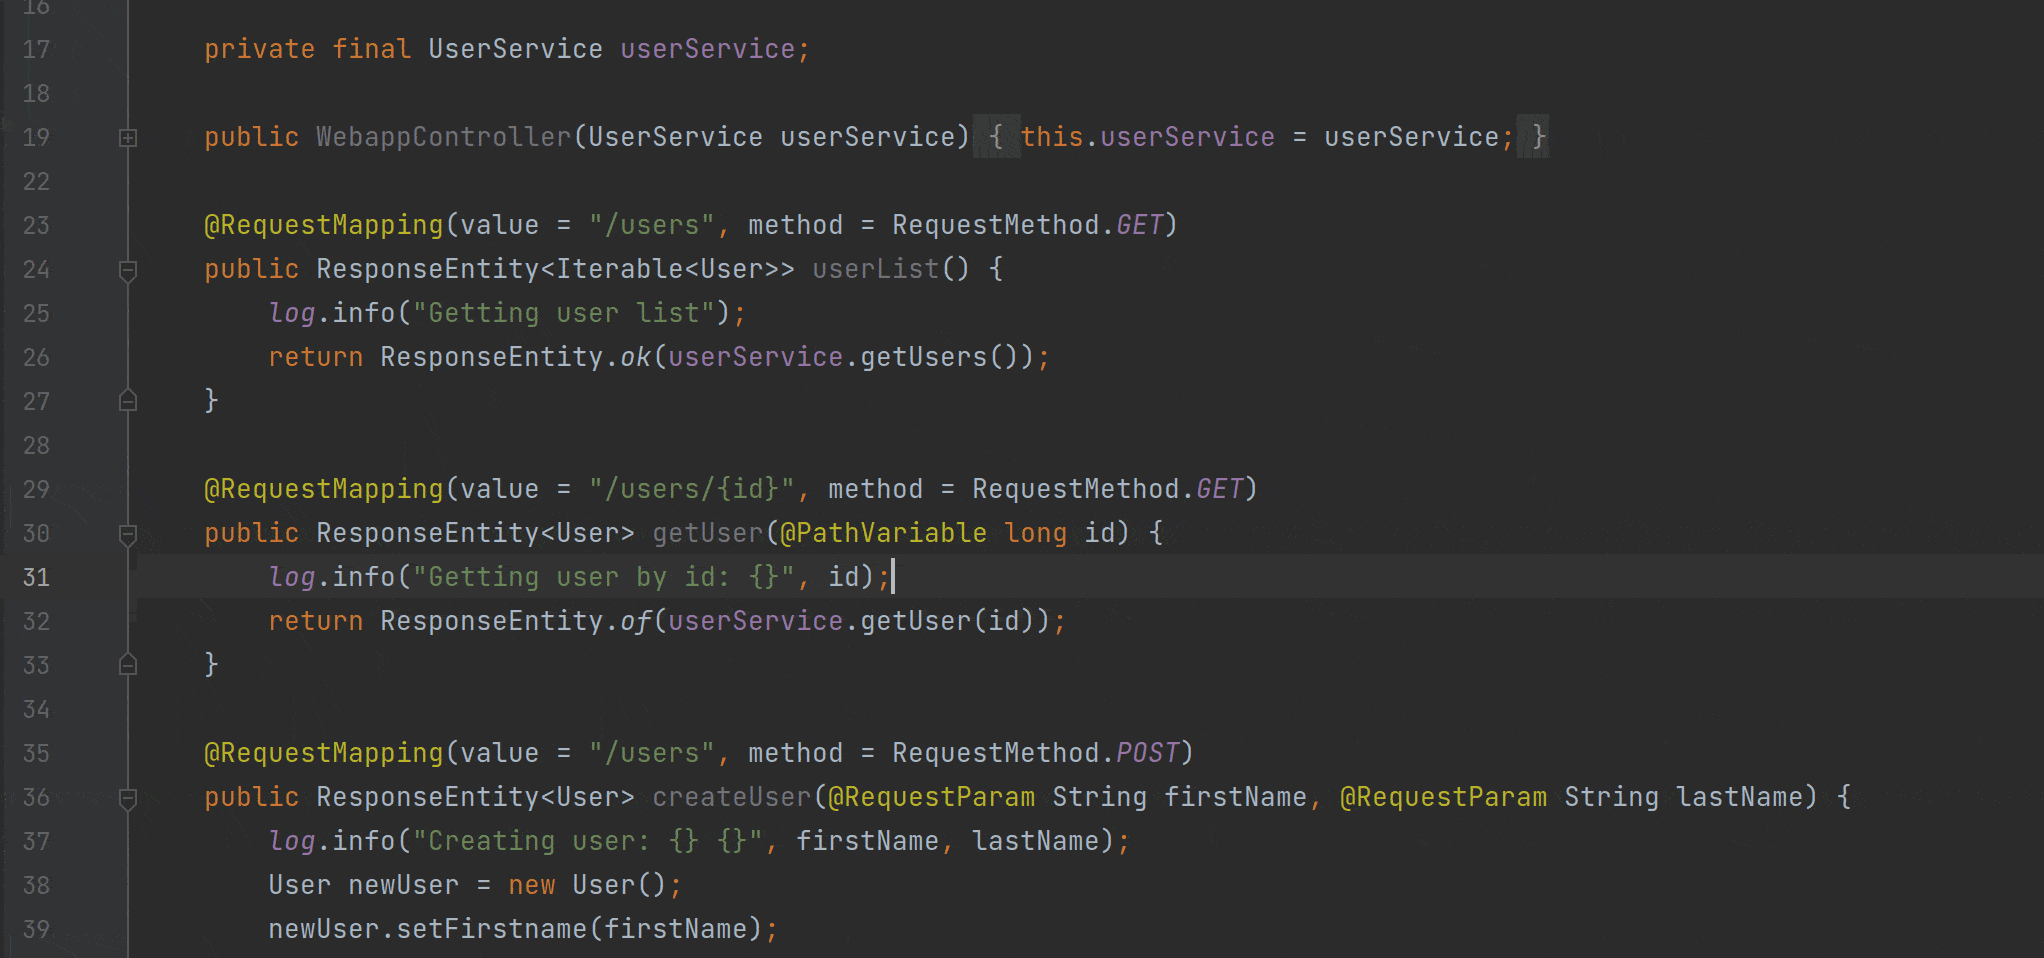 16
17 private final UserService userService;
18
19 public WebappController(UserService userService) { this.userService = userService; }
22
23 @RequestMapping(value = "/users", method = RequestMethod.GET)
24 public ResponseEntity<Iterable<User>> userList() {
25 log.info("Getting user list");
26 return ResponseEntity.ok(userService.getUsers());
27 }
28
29 @RequestMapping(value = "/users/{id}", method = RequestMethod.GET)
30 public ResponseEntity<User> getUser(@PathVariable long id) {
31 log.info("Getting user by id: {}", id);
32 return ResponseEntity.of(userService.getUser(id));
33 }
34
35 @RequestMapping(value = "/users", method = RequestMethod.POST)
36 public ResponseEntity<User> createUser(@RequestParam String firstName, @RequestParam String lastName) {
37 log.info("Creating user: {} {}", firstName, lastName);
38 User newUser = new User();
39 newUser.setFirstname(firstName);